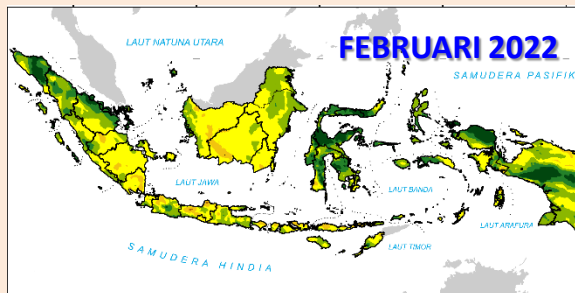 LAUT NATUNA UTARA
FEBRUARI 2022
SAMUDERA PASIFIK
LAUT JAWA
LAUT BANDA
LAUT ARAFURA
LAUT TIMOR
SAMUDERA HINDIA